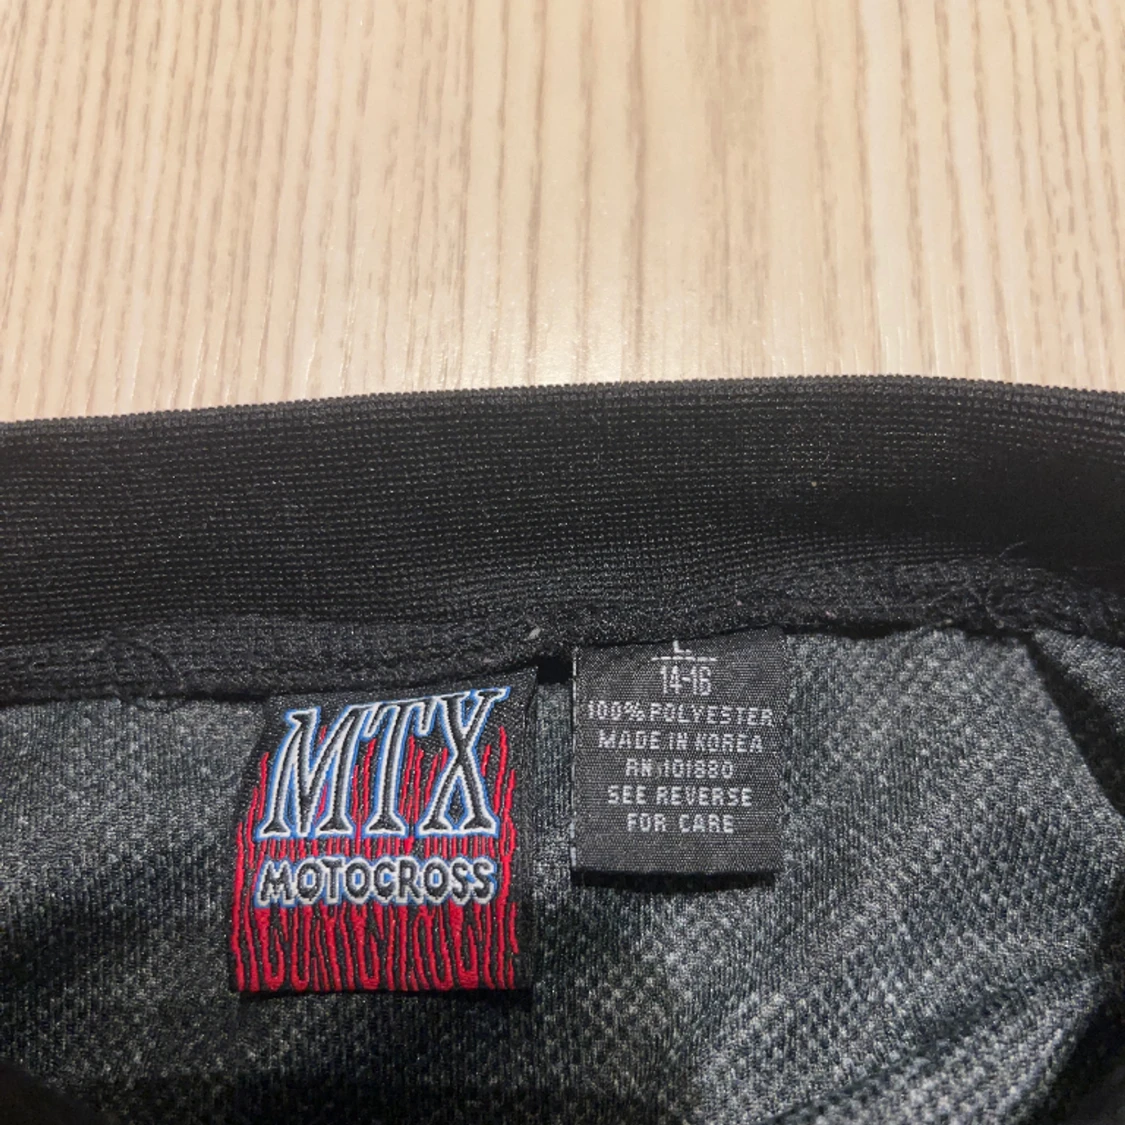 MTX
MOTOCROSS
L
14-16
100% POLYESTER
MADE IN KOREA
RN 101880
SEE REVERSE
FOR CARE